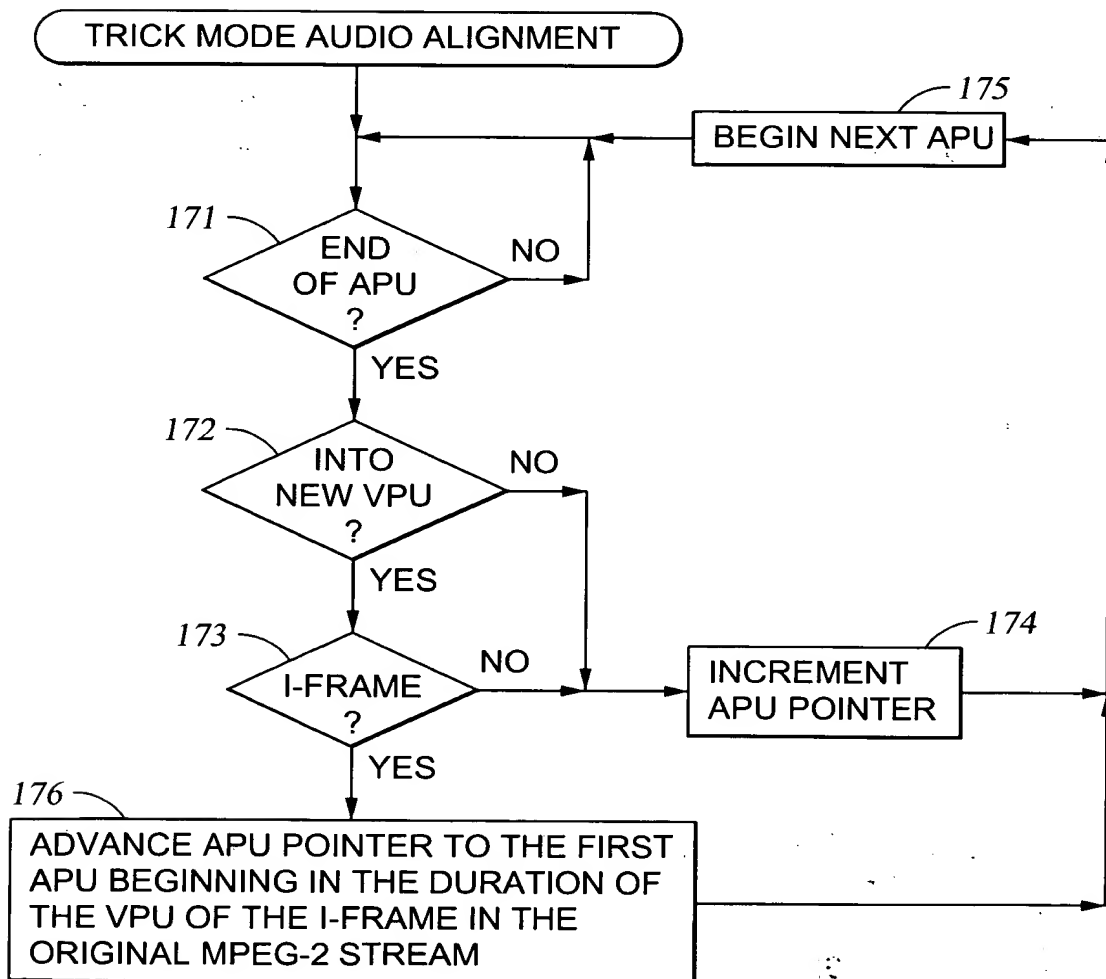 TRICK MODE AUDIO ALIGNMENT
175
BEGIN NEXT APU
171
END
OF APU
?
NO
YES
172
INTO
NEW VPU
?
NO
YES
173
I-FRAME
?
NO
YES
174
INCREMENT
APU POINTER
176
ADVANCE APU POINTER TO THE FIRST
APU BEGINNING IN THE DURATION OF
THE VPU OF THE I-FRAME IN THE
ORIGINAL MPEG-2 STREAM